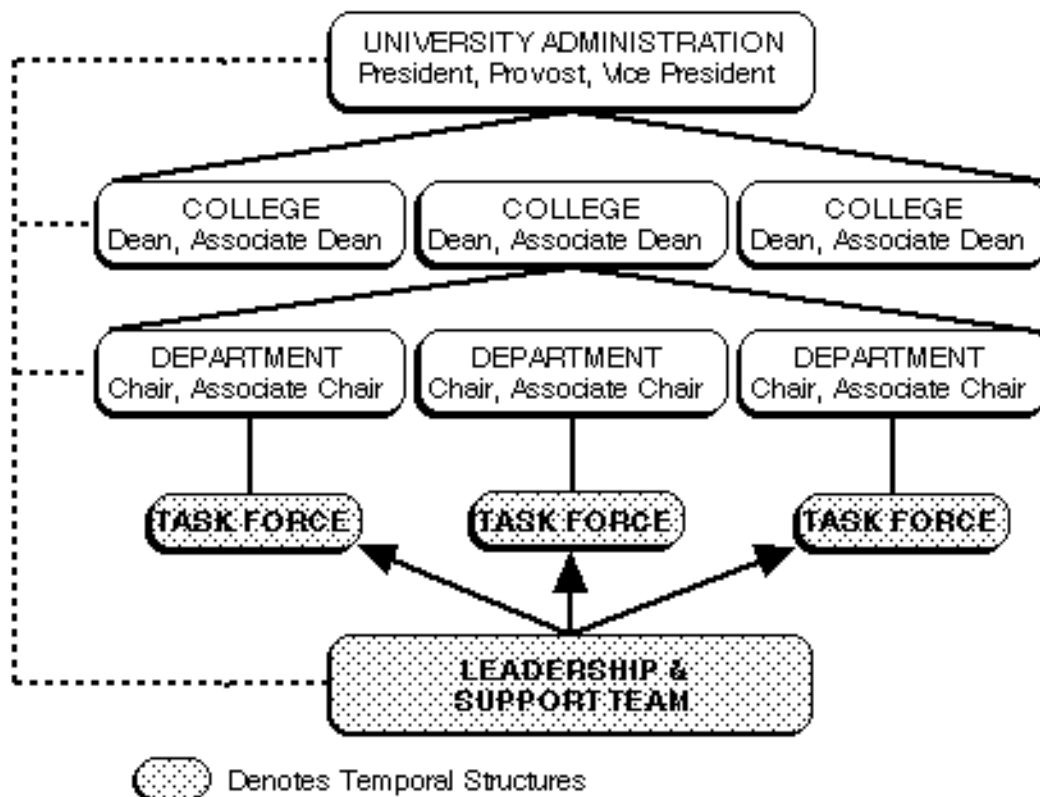 UNIVERSITY ADMINISTRATION
President, Provost, Vice President
COLLEGE
Dean, Associate Dean
COLLEGE
Dean, Associate Dean
COLLEGE
Dean, Associate Dean
DEPARTMENT
Chair, Associate Chair
DEPARTMENT
Chair, Associate Chair
DEPARTMENT
Chair, Associate Chair
TASK FORCE
TASK FORCE
TASK FORCE
LEADERSHIP &
SUPPORT TEAM
Denotes Temporal Structures